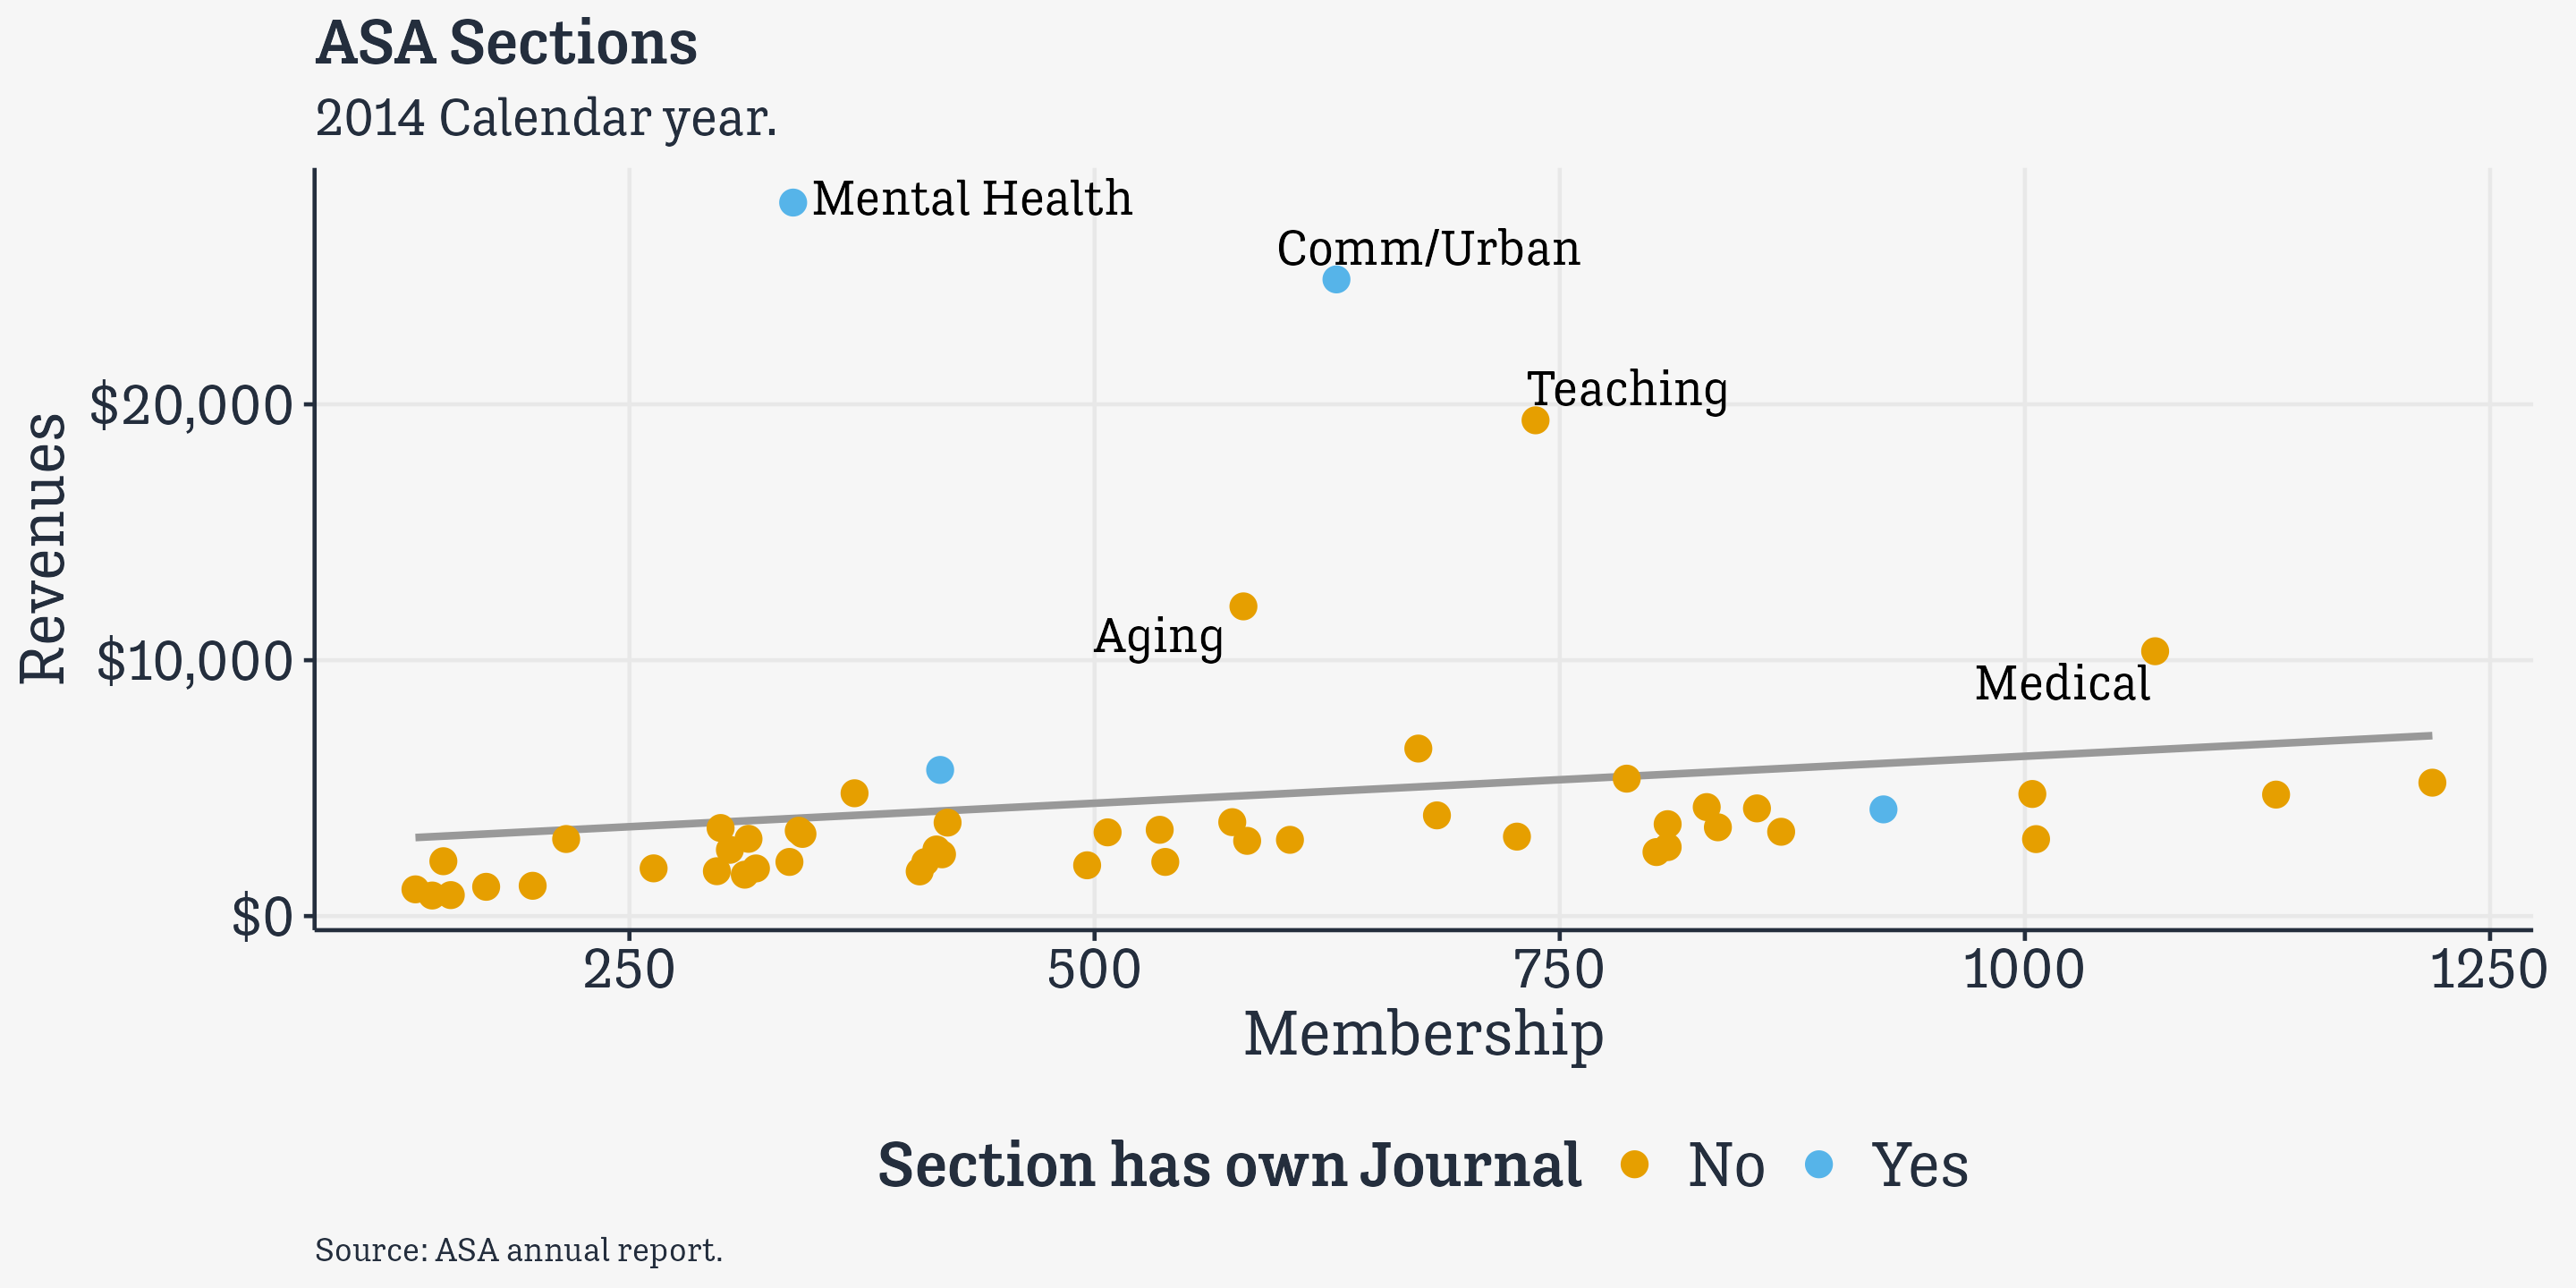 ASA Sections
2014 Calendar year.
Mental Health
Comm/Urban
Teaching
Aging
Medical
Revenues
$20,000
$10,000
$0
250 500 750 1000 1250
Membership
Section has own Journal No Yes
Source: ASA annual report.